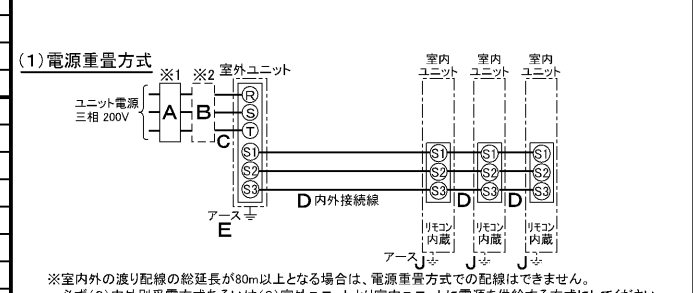 (1)電源重畳方式
※1 ※2 室外ユニット
室内ユニット 室内ユニット 室内ユニット
ユニット電源
三相 200V
A B C
R
S
T
S1
S2
S3
S1 S1 S1
S2 S2 S2
S3 S3 S3
D 内外接続線 D D
アース
E
リモコン内蔵 リモコン内蔵 リモコン内蔵
アース J J J
※室内外の渡り配線の総延長が80m以上となる場合は、電源重畳方式での配線はできません。